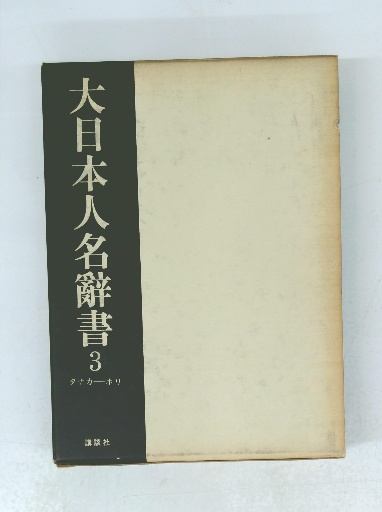 大日本人名辭書
3
タナカ―ホリ
講談社